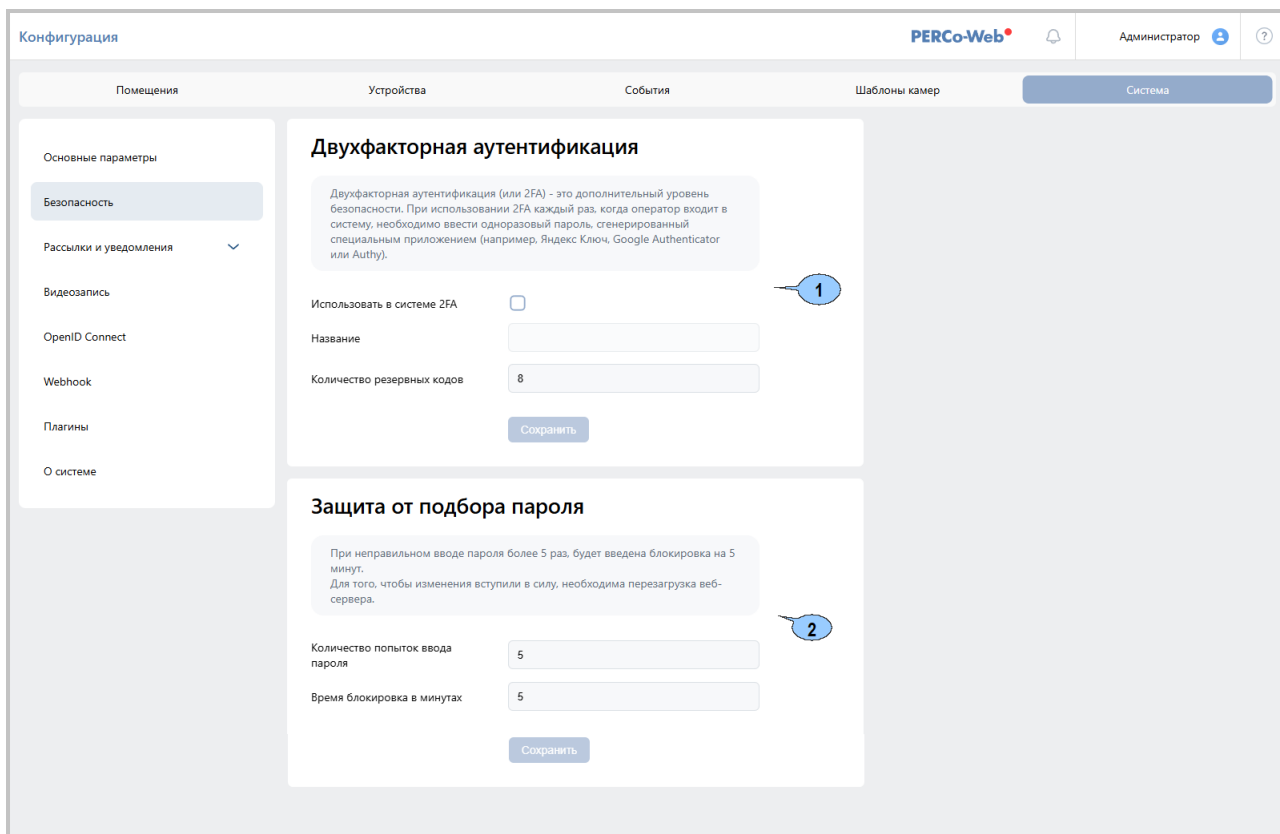 Конфигурация
PERCo-Web
Администратор
?
Помещения
Устройства
События
Шаблоны камер
Система
Основные параметры
Безопасность
Рассылки и уведомления
Видеозапись
OpenID Connect
Webhook
Плагины
О системе
Двухфакторная аутентификация
Двухфакторная аутентификация (или 2FA) - это дополнительный уровень
безопасности. При использовании 2FA каждый раз, когда оператор входит в
систему, необходимо ввести одноразовый пароль, сгенерированный
специальным приложением (например, Яндекс Ключ, Google Authenticator
или Authy).
1
Использовать в системе 2FA
Название
Количество резервных кодов
8
Сохранить
Защита от подбора пароля
При неправильном вводе пароля более 5 раз, будет введена блокировка на 5
минут.
Для того, чтобы изменения вступили в силу, необходима перезагрузка веб-
сервера.
2
Количество попыток ввода
пароля
5
Время блокировка в минутах
5
Сохранить